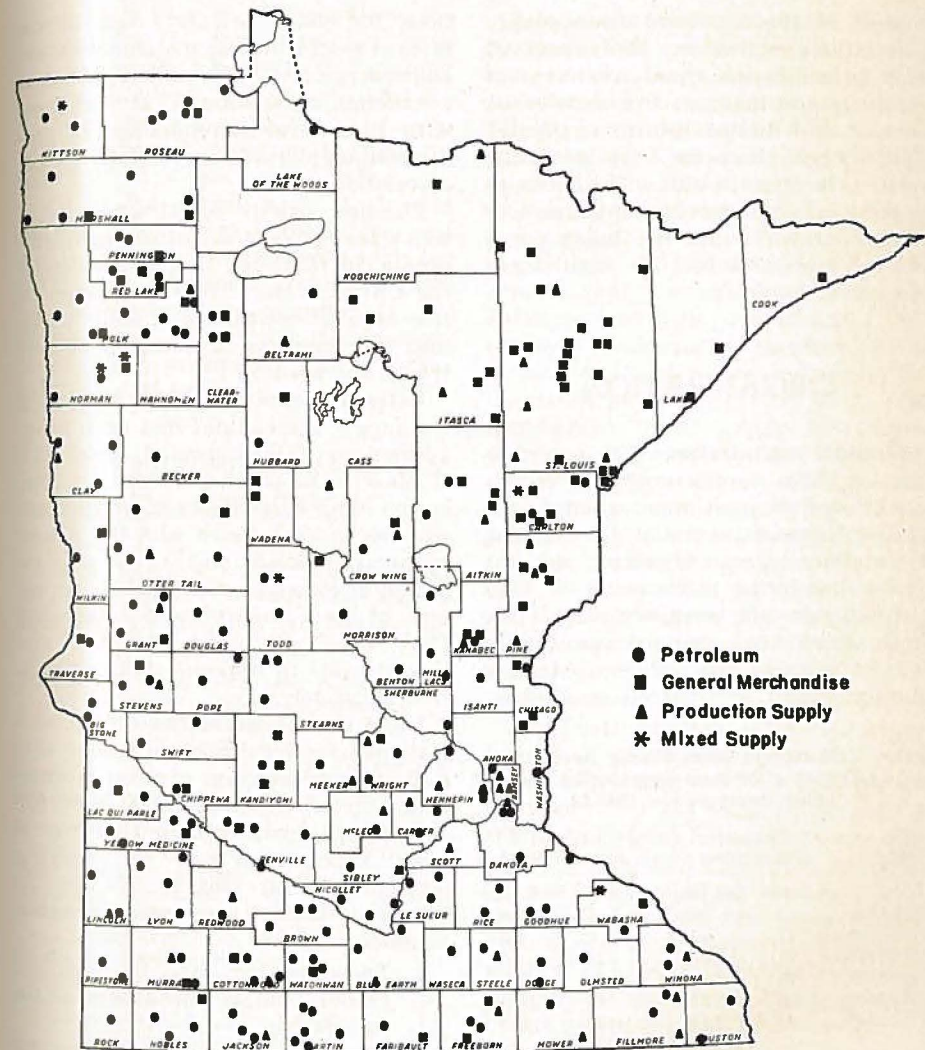 KITTSON
ROSEAU
LAKE
OF THE WOODS
MARSHALL
PENNINGTON
RED LAKE
POLK
BELTRAMI
KOOCHICHING
COOK
NORMAN
MAHNOMEN
CLEAR-
WATER
ITASCA
LAKE
ST. LOUIS
CLAY
BECKER
HUBBARD
CASS
WADENA
CARLTON
OTTER TAIL
CROW WING
AITKIN
WILKIN
GRANT
DOUGLAS
TODD
MORRISON
KANABEC
PINE
TRAVERSE
STEVENS
POPE
BENTON
MILLE
LACS
SHERBURNE
ISANTI
CHISAGO
BIG
STONE
SWIFT
STEARNS
ANOKA
RAMSEY
WASHINGTON
LAC QUI PARLE
CHIPPEWA
KANDIYOHI
MEEKER
WRIGHT
HENNEPIN
YELLOW MEDICINE
RENVILLE
McLEOD
CARVER
SCOTT
DAKOTA
SIBLEY
NICOLLET
LINCOLN
LYON
REDWOOD
BROWN
LE SUEUR
RICE
GOODHUE
WABASHA
PIPESTONE
MURRAY
COTTONWOOD
WATONWAN
BLUE EARTH
WASECA
STEELE
DODGE
OLMSTED
WINONA
ROCK
NOBLES
JACKSON
MARTIN
FARIBAULT
FREEBORN
MOWER
FILLMORE
HOUSTON
Petroleum
General Merchandise
Production Supply
Mixed Supply